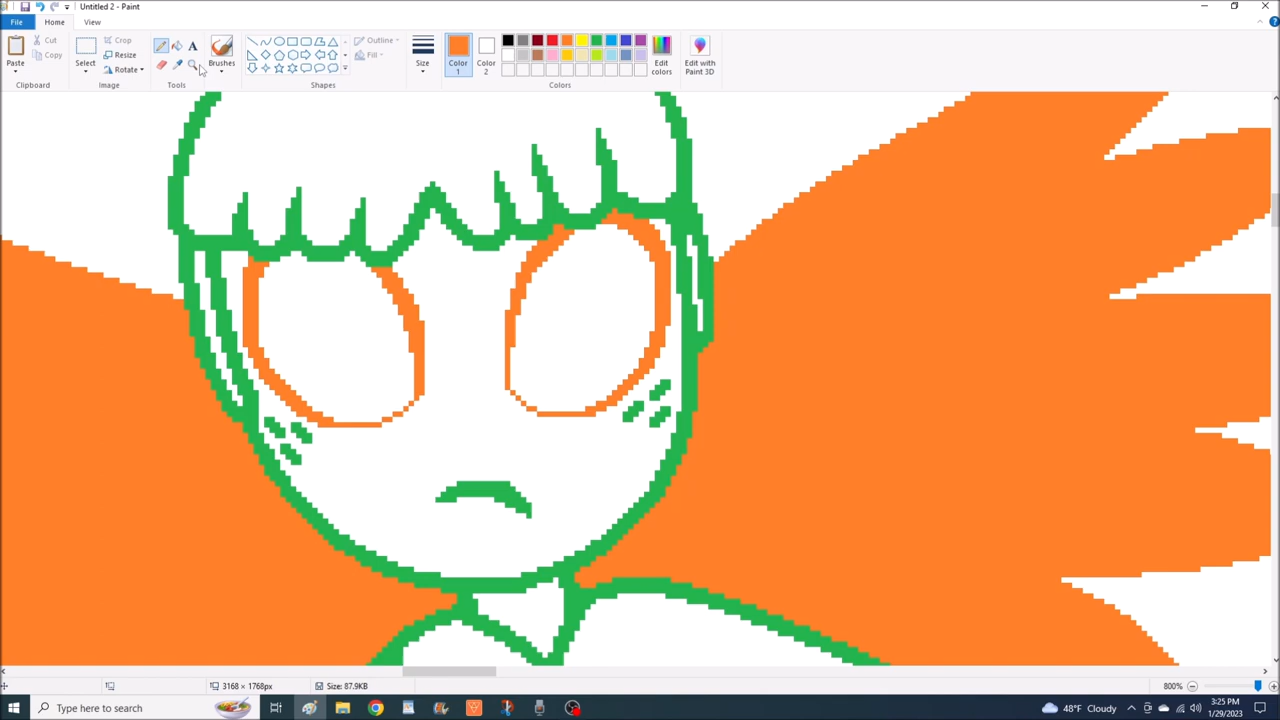 Untitled 2 - Paint
File Home View
Paste Cut Copy
Clipboard
Select Crop Resize Rotate
Image
A
Tools
Brushes
Outline Fill
Shapes
Size
Color 1
Color 2
Edit colors
Edit with Paint 3D
Colors
3168 × 1768px Size: 87.9KB 800%
Type here to search
48°F Cloudy
3:25 PM
1/29/2023